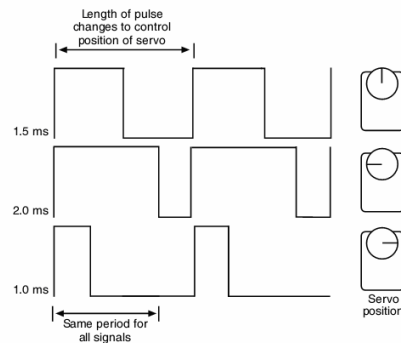 Length of pulse
changes to control
position of servo
1.5 ms
2.0 ms
1.0 ms
Same period for
all signals
Servo
position